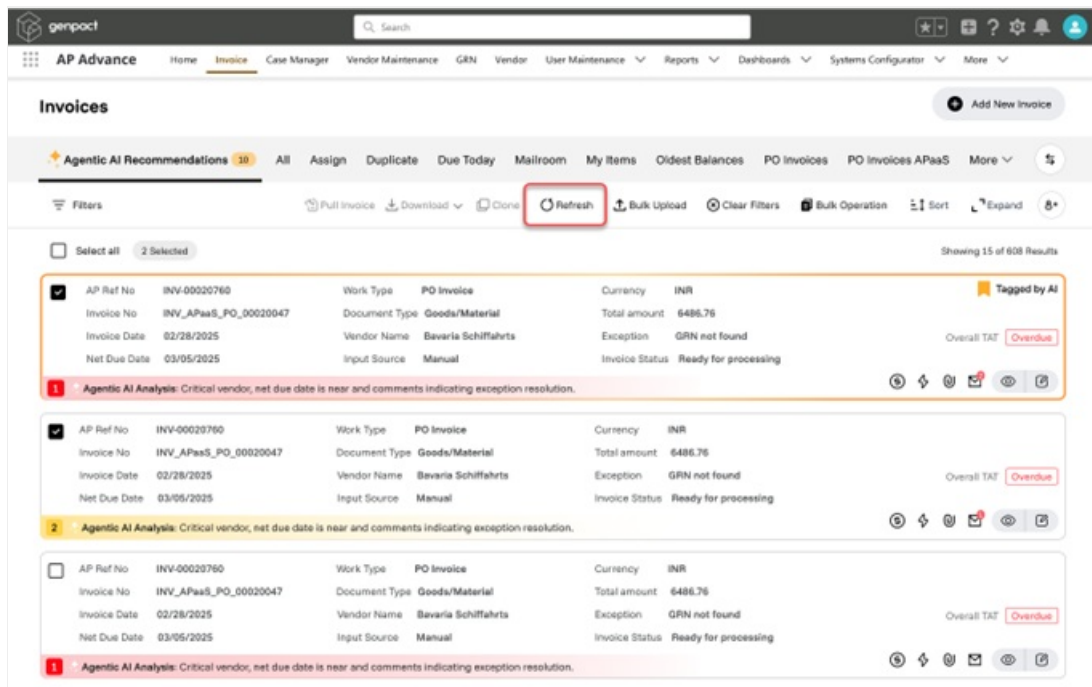 genpact
Search
AP Advance Home Invoice Case Manager Vendor Maintenance GRN Vendor User Maintenance Reports Dashboards Systems Configurator More
Invoices
Add New Invoice
Agentic AI Recommendations 10 All Assign Duplicate Due Today Mailroom My Items Oldest Balances PO Invoices PO Invoices APaaS More
Filters Pull Invoice Download Clone Refresh Bulk Upload Clear Filters Bulk Operation Sort Expand
Select all 2 Selected Showing 15 of 608 Results
AP Ref No INV-00020760 Work Type PO Invoice Currency INR Tagged by AI
Invoice No INV_APaaS_PO_00020047 Document Type Goods/Material Total amount 6486.76
Invoice Date 02/28/2025 Vendor Name Bavaria Schiffahrts Exception GRN not found Overall TAT Overdue
Net Due Date 03/05/2025 Input Source Manual Invoice Status Ready for processing
1 Agentic AI Analysis: Critical vendor, net due date is near and comments indicating exception resolution.
AP Ref No INV-00020760 Work Type PO Invoice Currency INR
Invoice No INV_APaaS_PO_00020047 Document Type Goods/Material Total amount 6486.76
Invoice Date 02/28/2025 Vendor Name Bavaria Schiffahrts Exception GRN not found Overall TAT Overdue
Net Due Date 03/05/2025 Input Source Manual Invoice Status Ready for processing
2 Agentic AI Analysis: Critical vendor, net due date is near and comments indicating exception resolution.
AP Ref No INV-00020760 Work Type PO Invoice Currency INR
Invoice No INV_APaaS_PO_00020047 Document Type Goods/Material Total amount 6486.76
Invoice Date 02/28/2025 Vendor Name Bavaria Schiffahrts Exception GRN not found Overall TAT Overdue
Net Due Date 03/05/2025 Input Source Manual Invoice Status Ready for processing
1 Agentic AI Analysis: Critical vendor, net due date is near and comments indicating exception resolution.